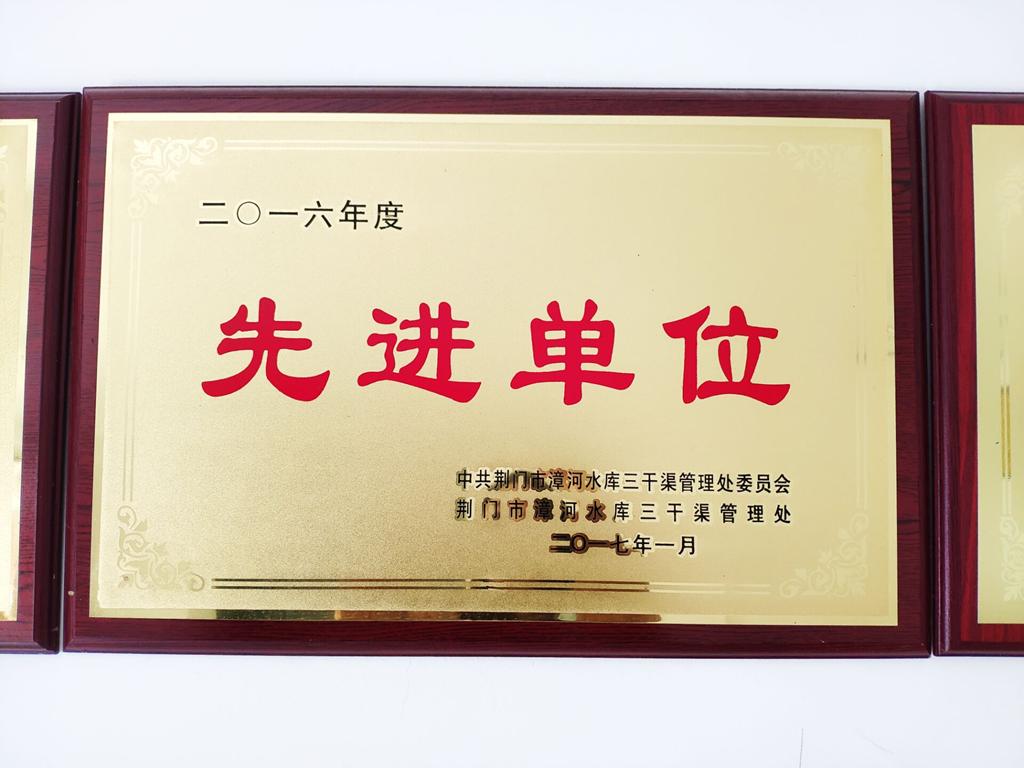 二〇一六年度
先进单位
中共荆门市漳河水库三干渠管理处委员会
荆门市漳河水库三干渠管理处
二〇一七年一月